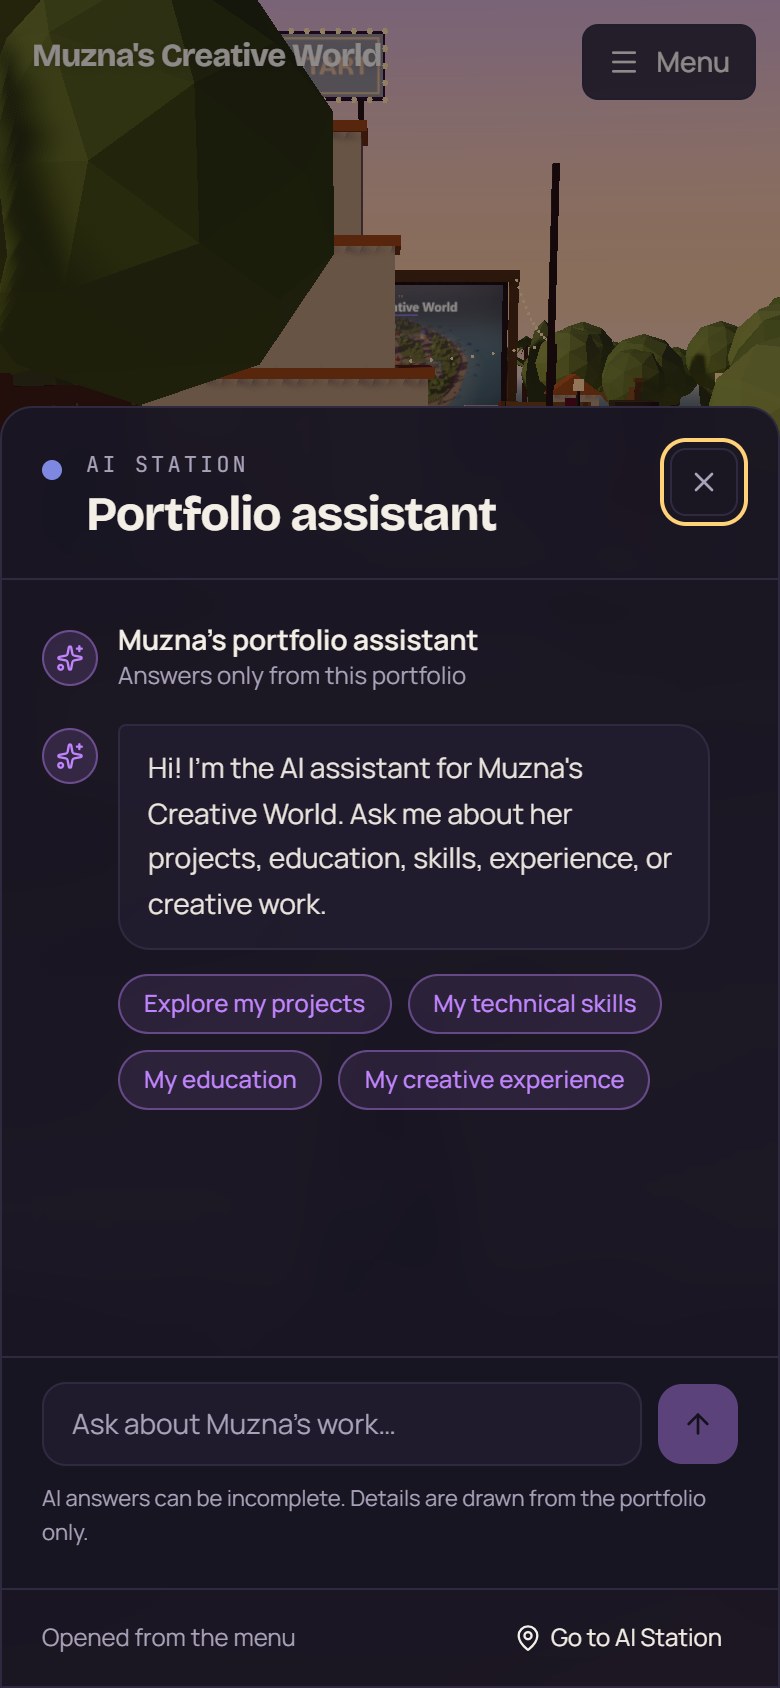 Muzna's Creative World
Menu
ative World
AI STATION
Portfolio assistant
Muzna's portfolio assistant
Answers only from this portfolio
Hi! I'm the AI assistant for Muzna's
Creative World. Ask me about her
projects, education, skills, experience, or
creative work.
Explore my projects
My technical skills
My education
My creative experience
Ask about Muzna's work…
AI answers can be incomplete. Details are drawn from the portfolio
only.
Opened from the menu
Go to AI Station